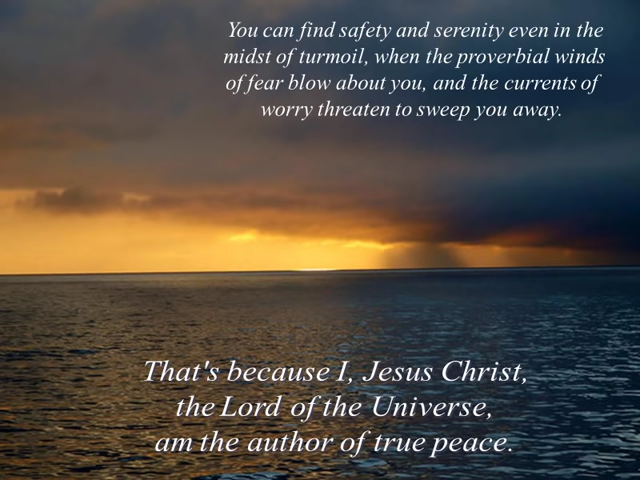 You can find safety and serenity even in the
midst of turmoil, when the proverbial winds
of fear blow about you, and the currents of
worry threaten to sweep you away.
That's because I, Jesus Christ,
the Lord of the Universe,
am the author of true peace.